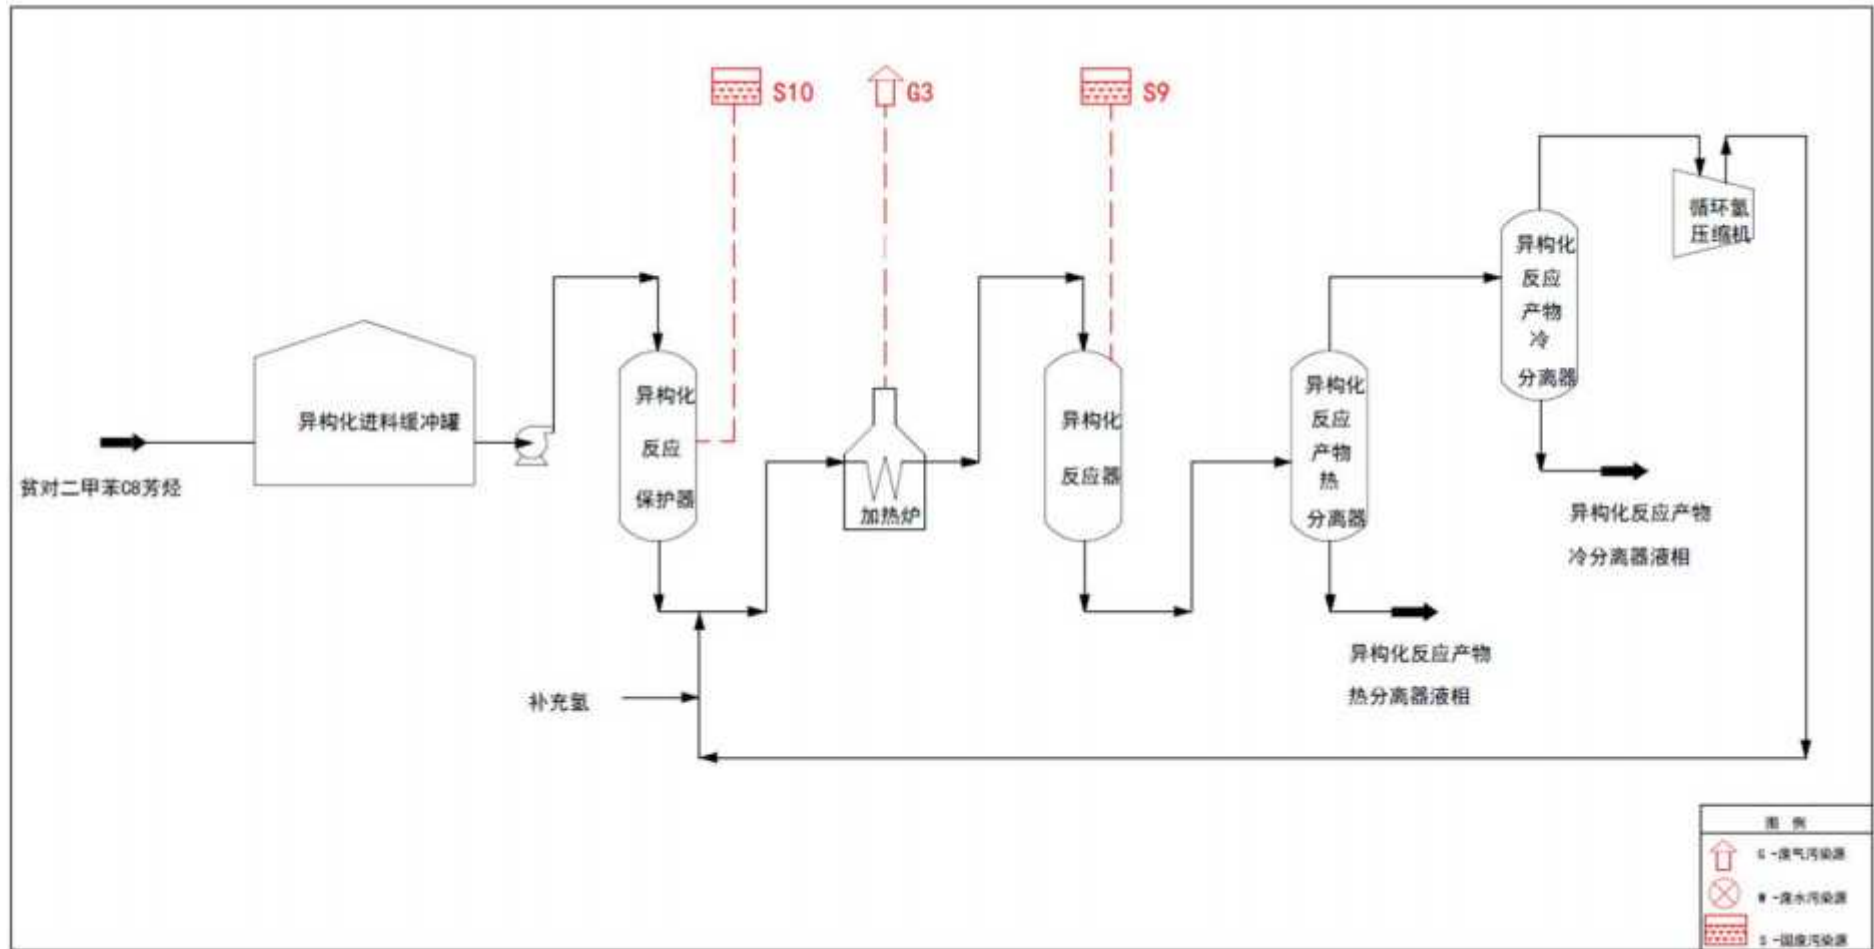 S10
G3
S9
循环氢
压缩机
异构化
反应
产物
冷
分离器
异构化进料缓冲罐
贫对二甲苯C8芳烃
异构化
反应
保护器
加热炉
异构化
反应器
异构化
反应
产物
热
分离器
异构化反应产物
冷分离器液相
异构化反应产物
热分离器液相
补充氢
图 例
G -废气污染源
W -废水污染源
S -固废污染源